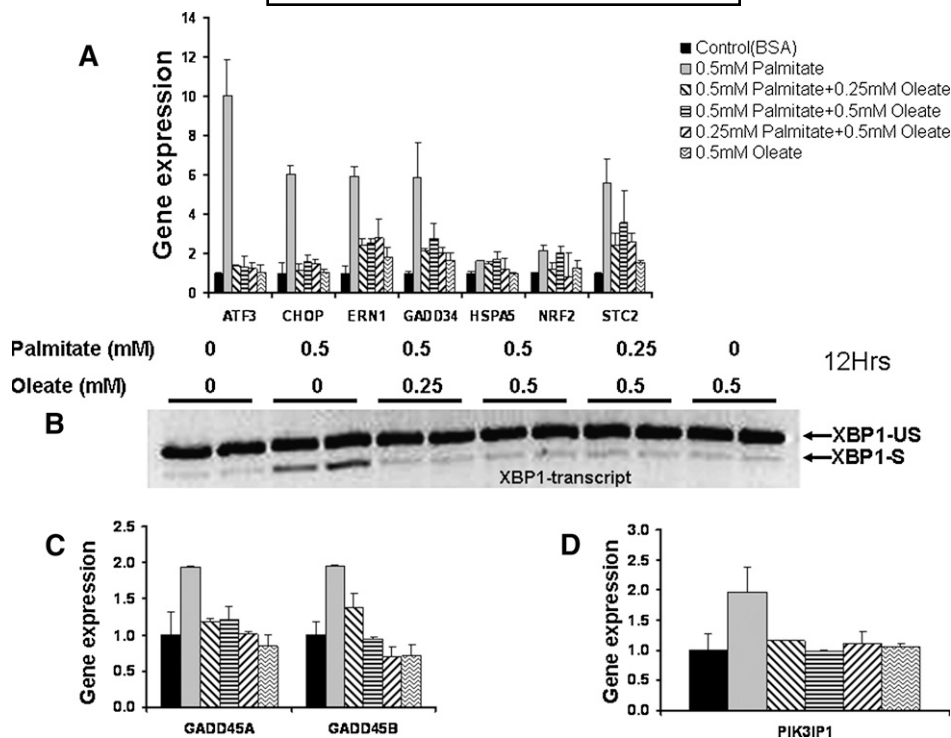 A
Gene expression
14
12
10
8
6
4
2
0
ATF3 CHOP ERN1 GADD34 HSPA5 NRF2 STC2
Control(BSA)
0.5mM Palmitate
0.5mM Palmitate+0.25mM Oleate
0.5mM Palmitate+0.5mM Oleate
0.25mM Palmitate+0.5mM Oleate
0.5mM Oleate
Palmitate (mM) 0 0.5 0.5 0.5 0.25 0
12Hrs
Oleate (mM) 0 0 0.25 0.5 0.5 0.5
B
XBP1-US
XBP1-S
XBP1-transcript
C
Gene expression
2.5
2.0
1.5
1.0
0.5
0.0
GADD45A GADD45B
D
Gene expression
3.0
2.5
2.0
1.5
1.0
0.5
0.0
PIK3IP1